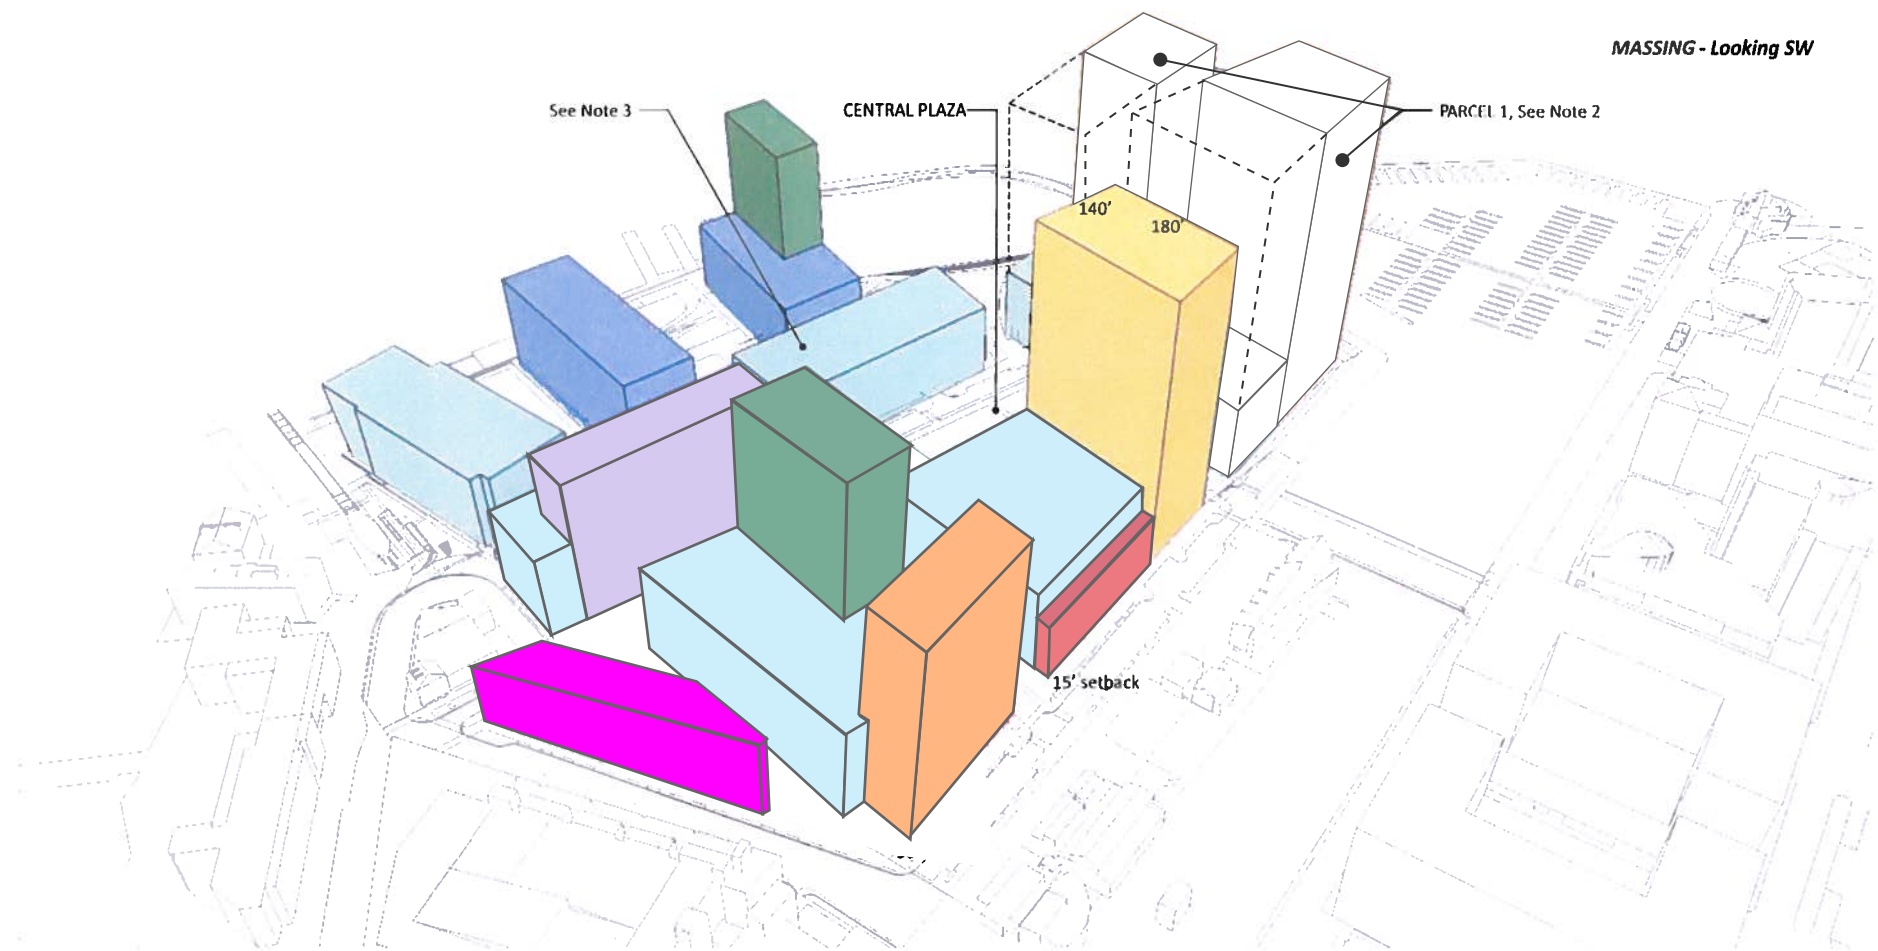 MASSING - Looking SW
See Note 3
CENTRAL PLAZA
PARCEL 1, See Note 2
140'
180'
15' setback